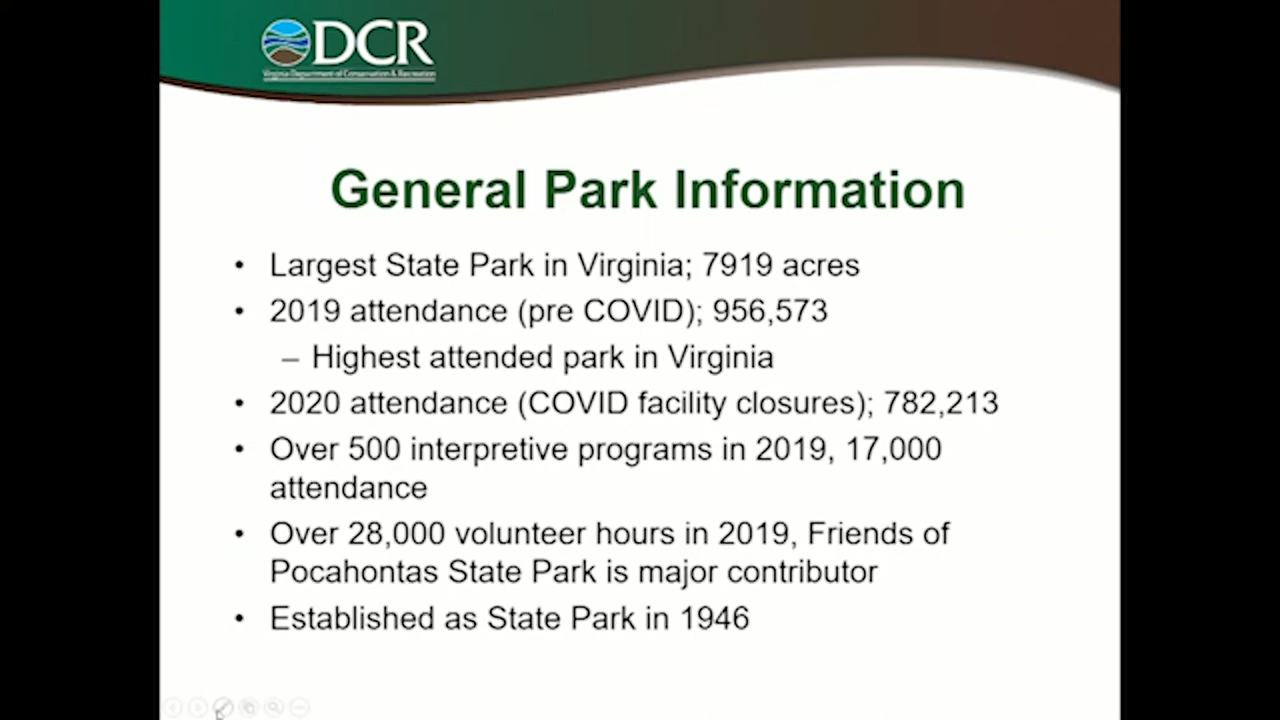 DCR
Virginia Department of Conservation & Recreation
General Park Information
• Largest State Park in Virginia; 7919 acres
• 2019 attendance (pre COVID); 956,573
– Highest attended park in Virginia
• 2020 attendance (COVID facility closures); 782,213
• Over 500 interpretive programs in 2019, 17,000
attendance
• Over 28,000 volunteer hours in 2019, Friends of
Pocahontas State Park is major contributor
• Established as State Park in 1946